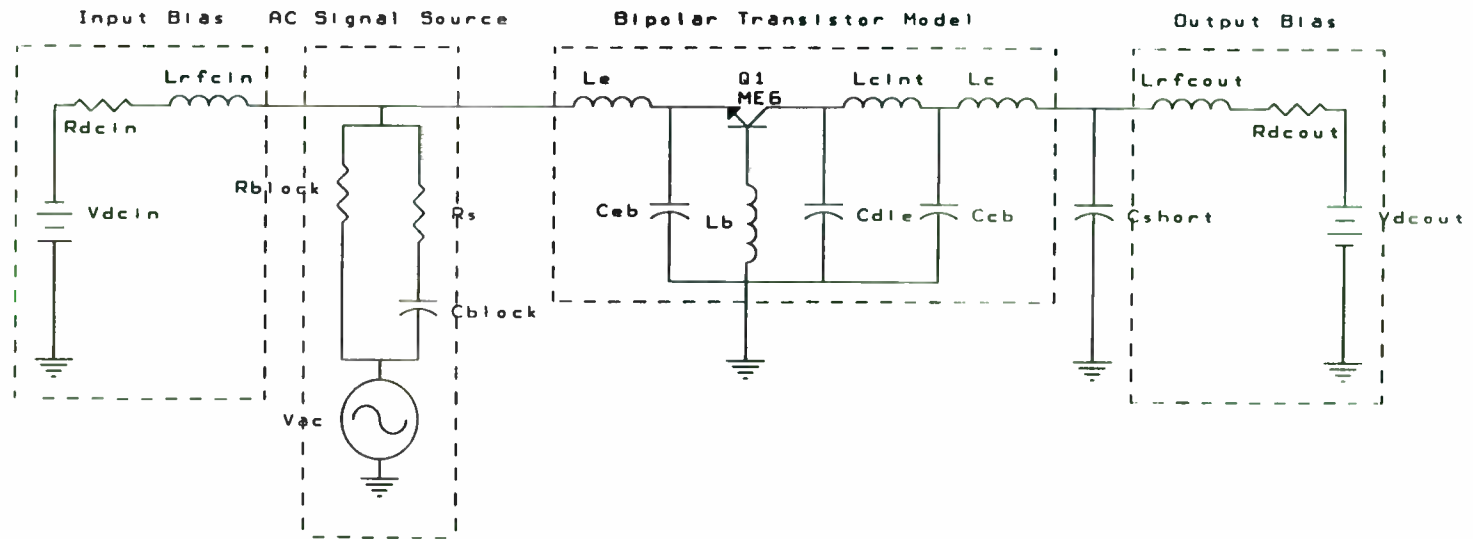 Input Bias
AC Signal Source
Bipolar Transistor Model
Output Bias
Lrfcin
Le
Q1
ME6
Lcint
Lc
Lrfcout
Rdcin
Rdcout
Rblock
Vdcin
Rs
Ceb
Lb
Cdie
Ccb
Cshort
Vdcout
Cblock
Vac